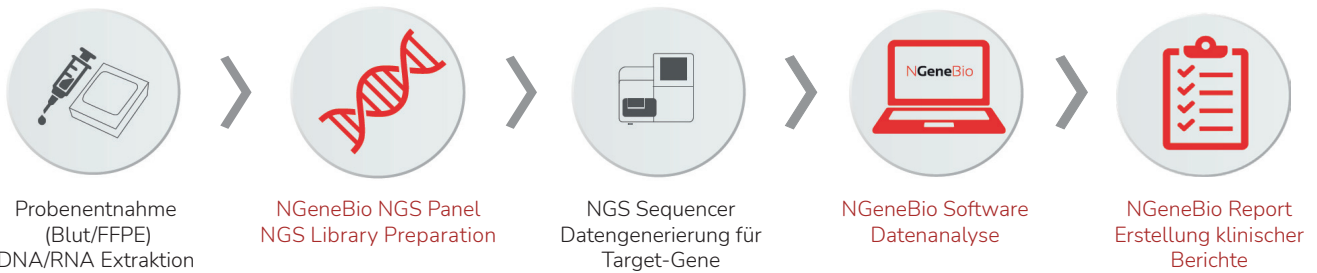 NGeneBio
Probenentnahme
(Blut/FFPE)
DNA/RNA Extraktion
NGeneBio NGS Panel
NGS Library Preparation
NGS Sequencer
Datengenerierung für
Target-Gene
NGeneBio Software
Datenanalyse
NGeneBio Report
Erstellung klinischer
Berichte